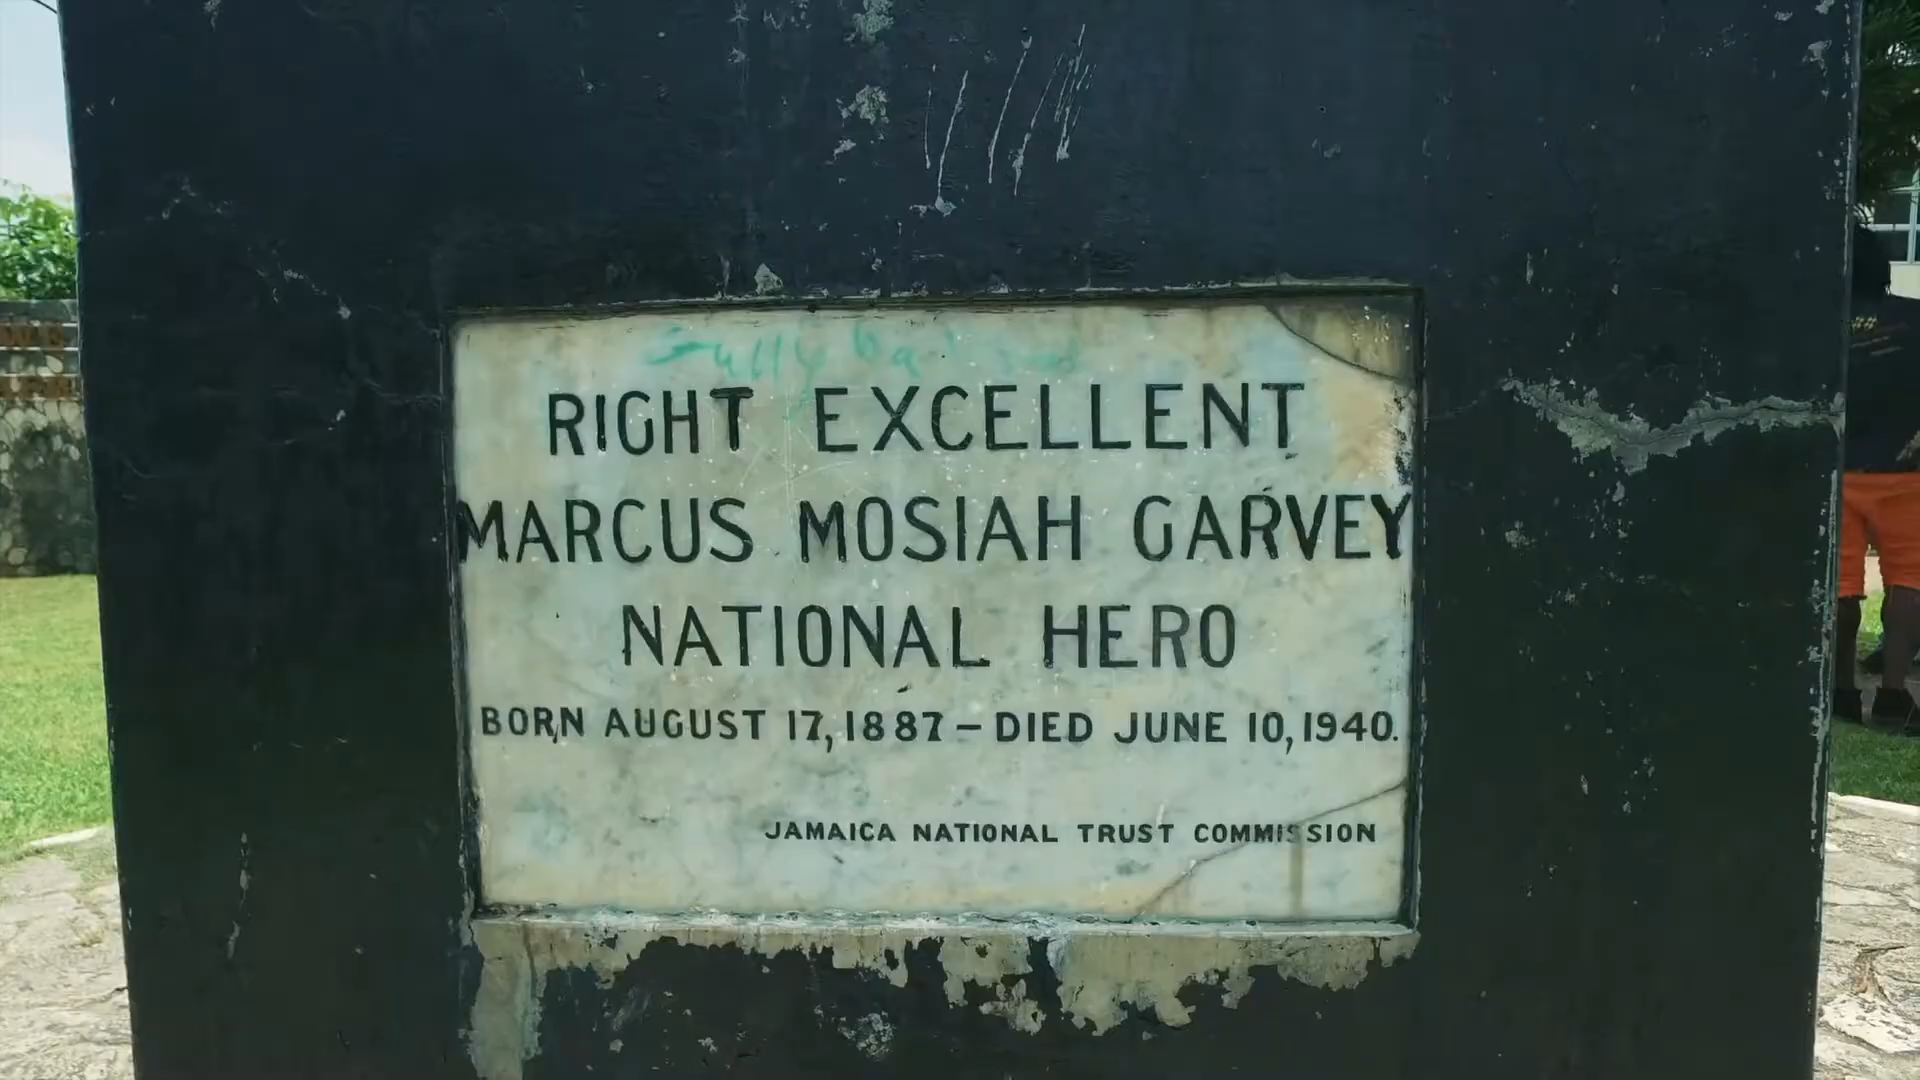 RIGHT EXCELLENT
MARCUS MOSIAH GARVEY
NATIONAL HERO
BORN AUGUST 17, 1887 – DIED JUNE 10, 1940.
JAMAICA NATIONAL TRUST COMMISSION